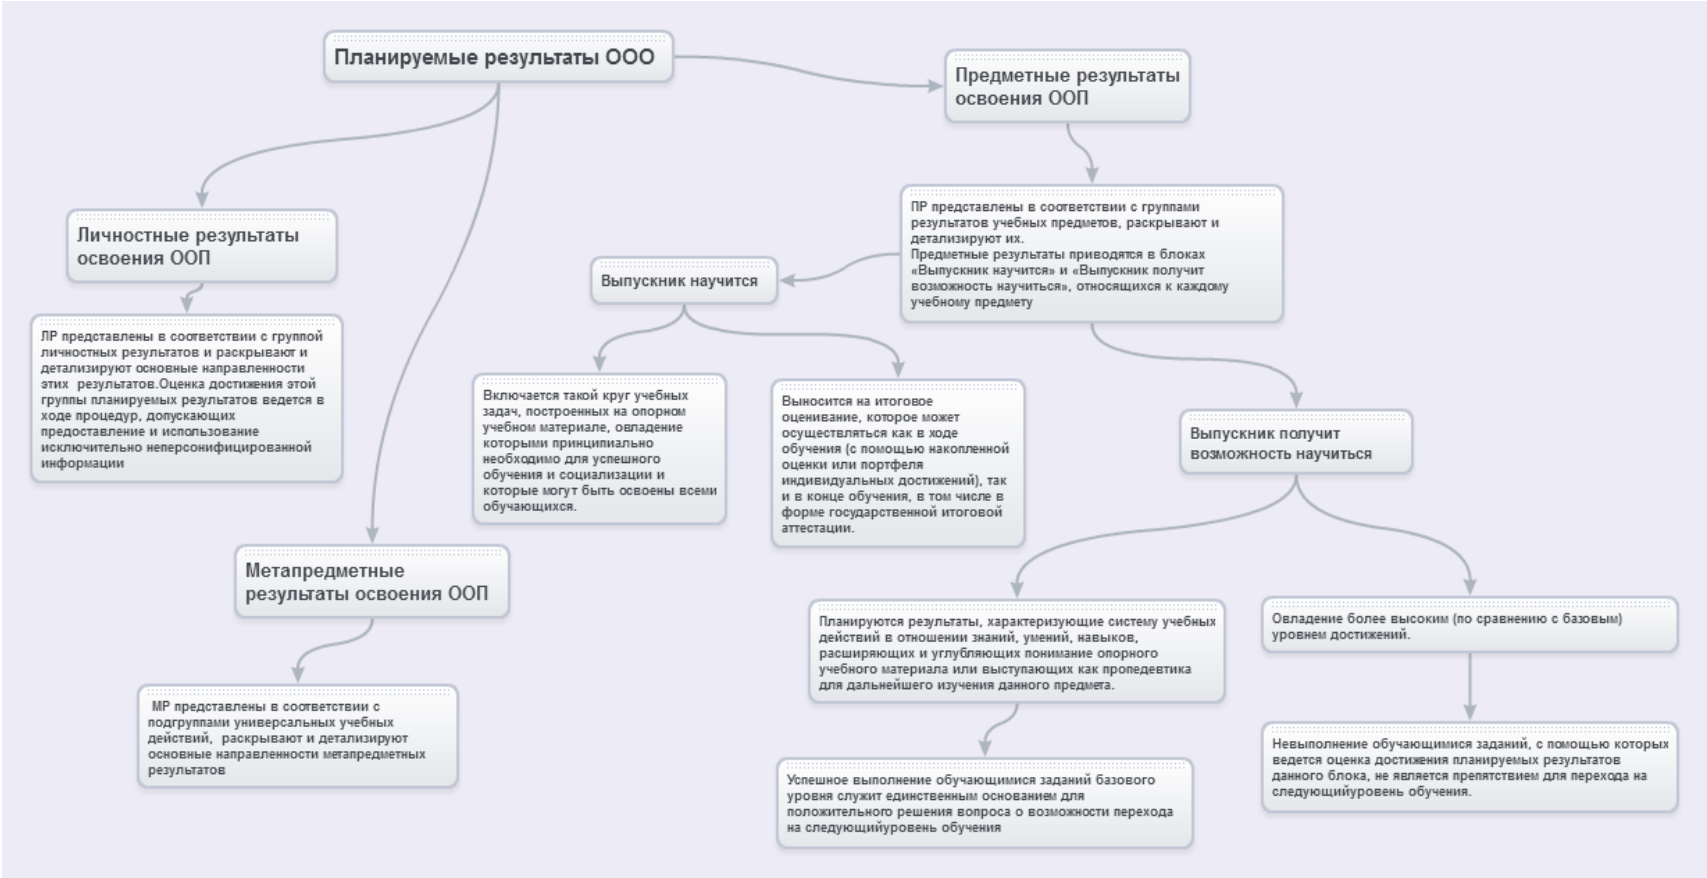 Планируемые результаты ООО
Предметные результаты
освоения ООП
Личностные результаты
освоения ООП
ПР представлены в соответствии с группами
результатов учебных предметов, раскрывают и
детализируют их.
Предметные результаты приводятся в блоках
«Выпускник научится» и «Выпускник получит
возможность научиться», относящихся к каждому
учебному предмету
Выпускник научится
ЛР представлены в соответствии с группой
личностных результатов и раскрывают и
детализируют основные направленности
этих результатов.Оценка достижения этой
группы планируемых результатов ведется в
ходе процедур, допускающих
предоставление и использование
исключительно неперсонифицированной
информации
Включается такой круг учебных
задач, построенных на опорном
учебном материале, овладение
которыми принципиально
необходимо для успешного
обучения и социализации и
которые могут быть освоены всеми
обучающихся.
Выносится на итоговое
оценивание, которое может
осуществляться как в ходе
обучения (с помощью накопленной
оценки или портфеля
индивидуальных достижений), так
и в конце обучения, в том числе в
форме государственной итоговой
аттестации.
Выпускник получит
возможность научиться
Метапредметные
результаты освоения ООП
Планируются результаты, характеризующие систему учебных
действий в отношении знаний, умений, навыков,
расширяющих и углубляющих понимание опорного
учебного материала или выступающих как пропедевтика
для дальнейшего изучения данного предмета.
Овладение более высоким (по сравнению с базовым)
уровнем достижений.
МР представлены в соответствии с
подгруппами универсальных учебных
действий, раскрывают и детализируют
основные направленности метапредметных
результатов
Успешное выполнение обучающимися заданий базового
уровня служит единственным основанием для
положительного решения вопроса о возможности перехода
на следующийуровень обучения
Невыполнение обучающимися заданий, с помощью которых
ведется оценка достижения планируемых результатов
данного блока, не является препятствием для перехода на
следующийуровень обучения.